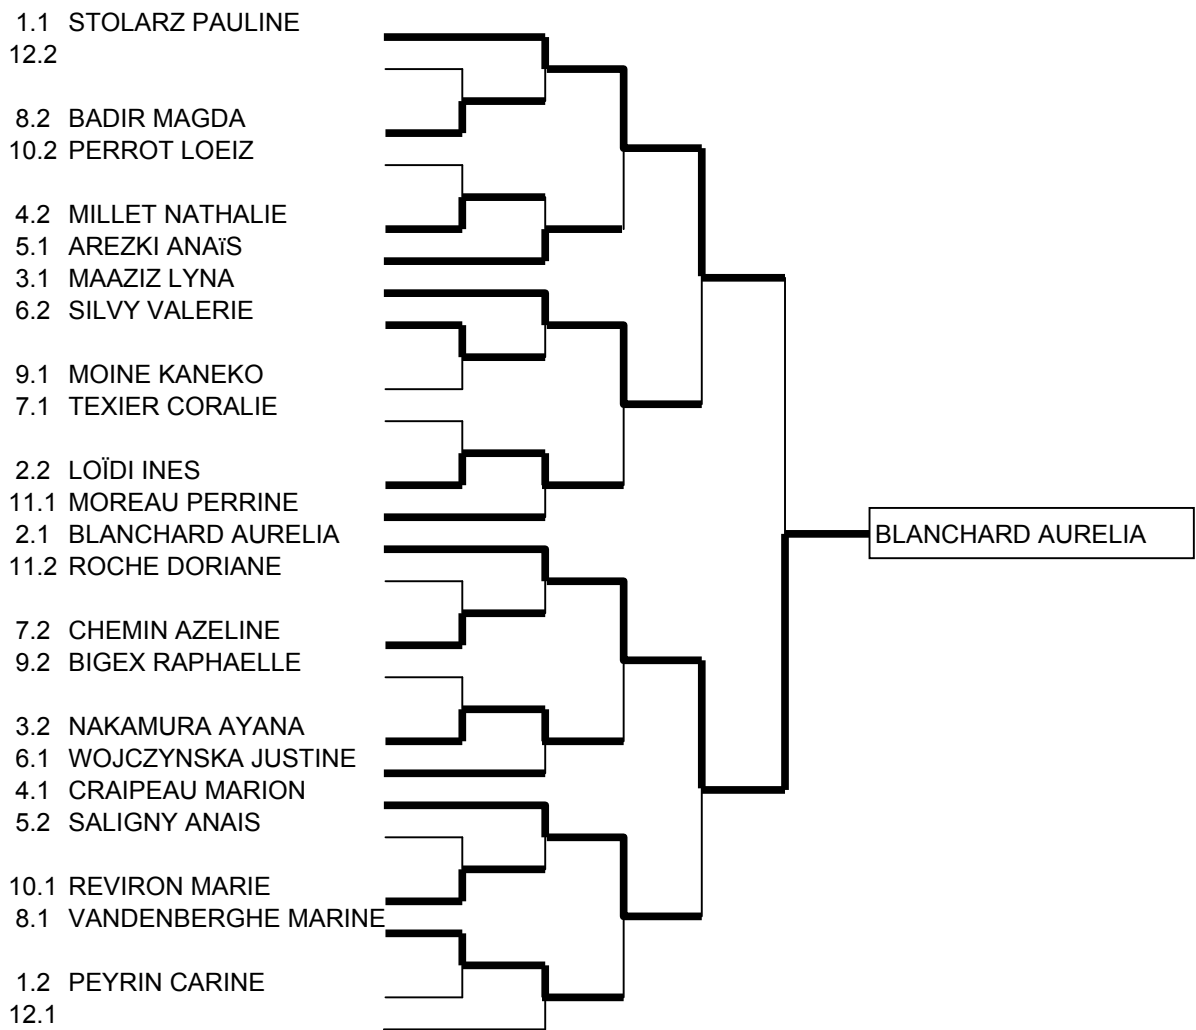 1.1 STOLARZ PAULINE
12.2
8.2 BADIR MAGDA
10.2 PERROT LOEIZ
4.2 MILLET NATHALIE
5.1 AREZKI ANAïS
3.1 MAAZIZ LYNA
6.2 SILVY VALERIE
9.1 MOINE KANEKO
7.1 TEXIER CORALIE
2.2 LOÏDI INES
11.1 MOREAU PERRINE
2.1 BLANCHARD AURELIA
BLANCHARD AURELIA
11.2 ROCHE DORIANE
7.2 CHEMIN AZELINE
9.2 BIGEX RAPHAELLE
3.2 NAKAMURA AYANA
6.1 WOJCZYNSKA JUSTINE
4.1 CRAIPEAU MARION
5.2 SALIGNY ANAIS
10.1 REVIRON MARIE
8.1 VANDENBERGHE MARINE
1.2 PEYRIN CARINE
12.1